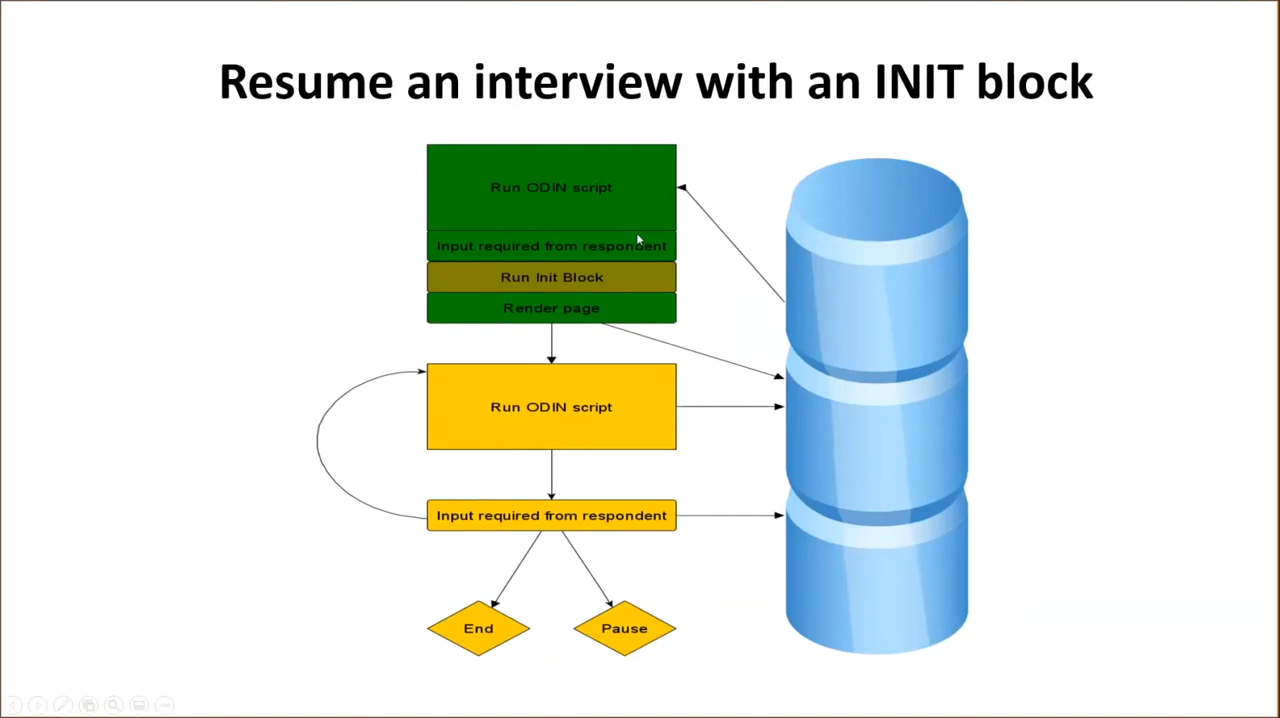 Resume an interview with an INIT block
Run ODIN script
Input required from respondent
Run Init Block
Render page
Run ODIN script
Input required from respondent
End
Pause